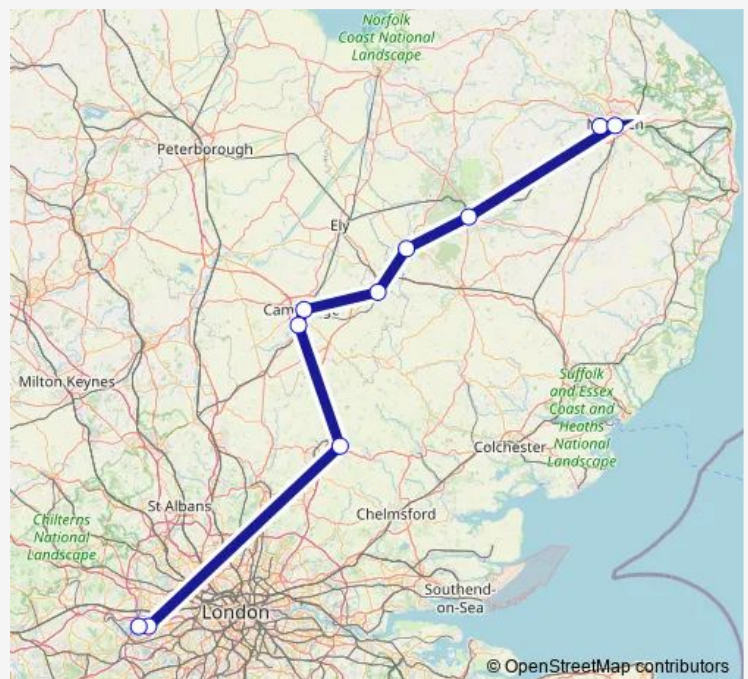 Norfolk
Coast National
Landscape
Peterborough
Ely
Milton Keynes
Suffolk
and Essex
Coast and
Heaths
National
Landscape
Colchester
St Albans
Chelmsford
Chilterns
National
Landscape
Southend-
on-Sea
London
© OpenStreetMap contributors